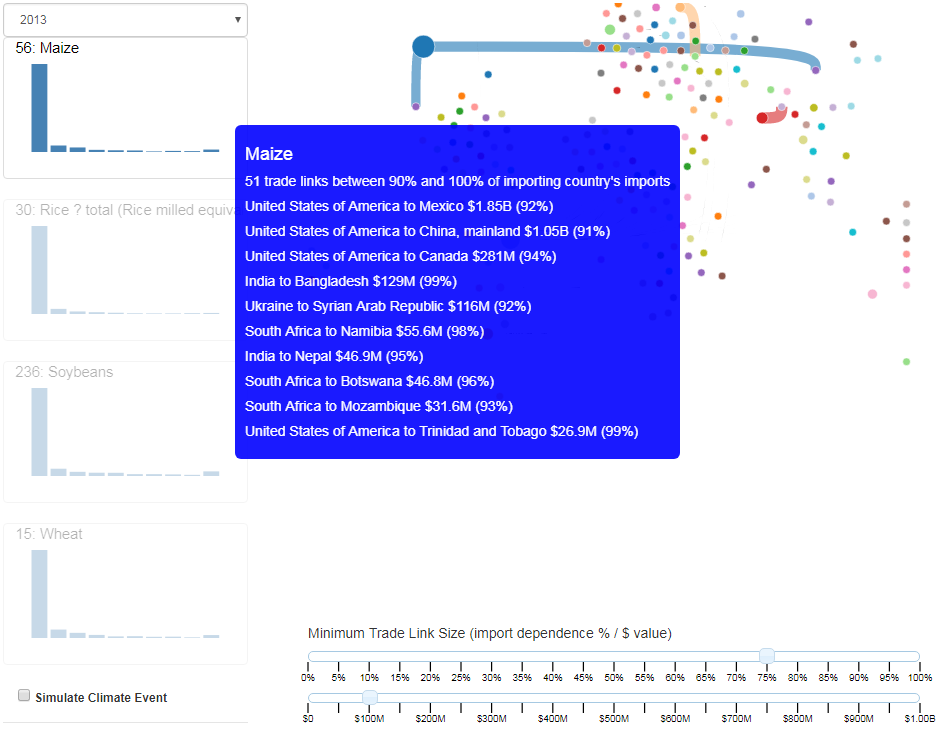 2013
56: Maize
30: Rice ? total (Rice milled equiva
236: Soybeans
15: Wheat
Simulate Climate Event
Maize
51 trade links between 90% and 100% of importing country's imports
United States of America to Mexico $1.85B (92%)
United States of America to China, mainland $1.05B (91%)
United States of America to Canada $281M (94%)
India to Bangladesh $129M (99%)
Ukraine to Syrian Arab Republic $116M (92%)
South Africa to Namibia $55.6M (98%)
India to Nepal $46.9M (95%)
South Africa to Botswana $46.8M (96%)
South Africa to Mozambique $31.6M (93%)
United States of America to Trinidad and Tobago $26.9M (99%)
Minimum Trade Link Size (import dependence % / $ value)
0% 5% 10% 15% 20% 25% 30% 35% 40% 45% 50% 55% 60% 65% 70% 75% 80% 85% 90% 95% 100%
$0 $100M $200M $300M $400M $500M $600M $700M $800M $900M $1.00B